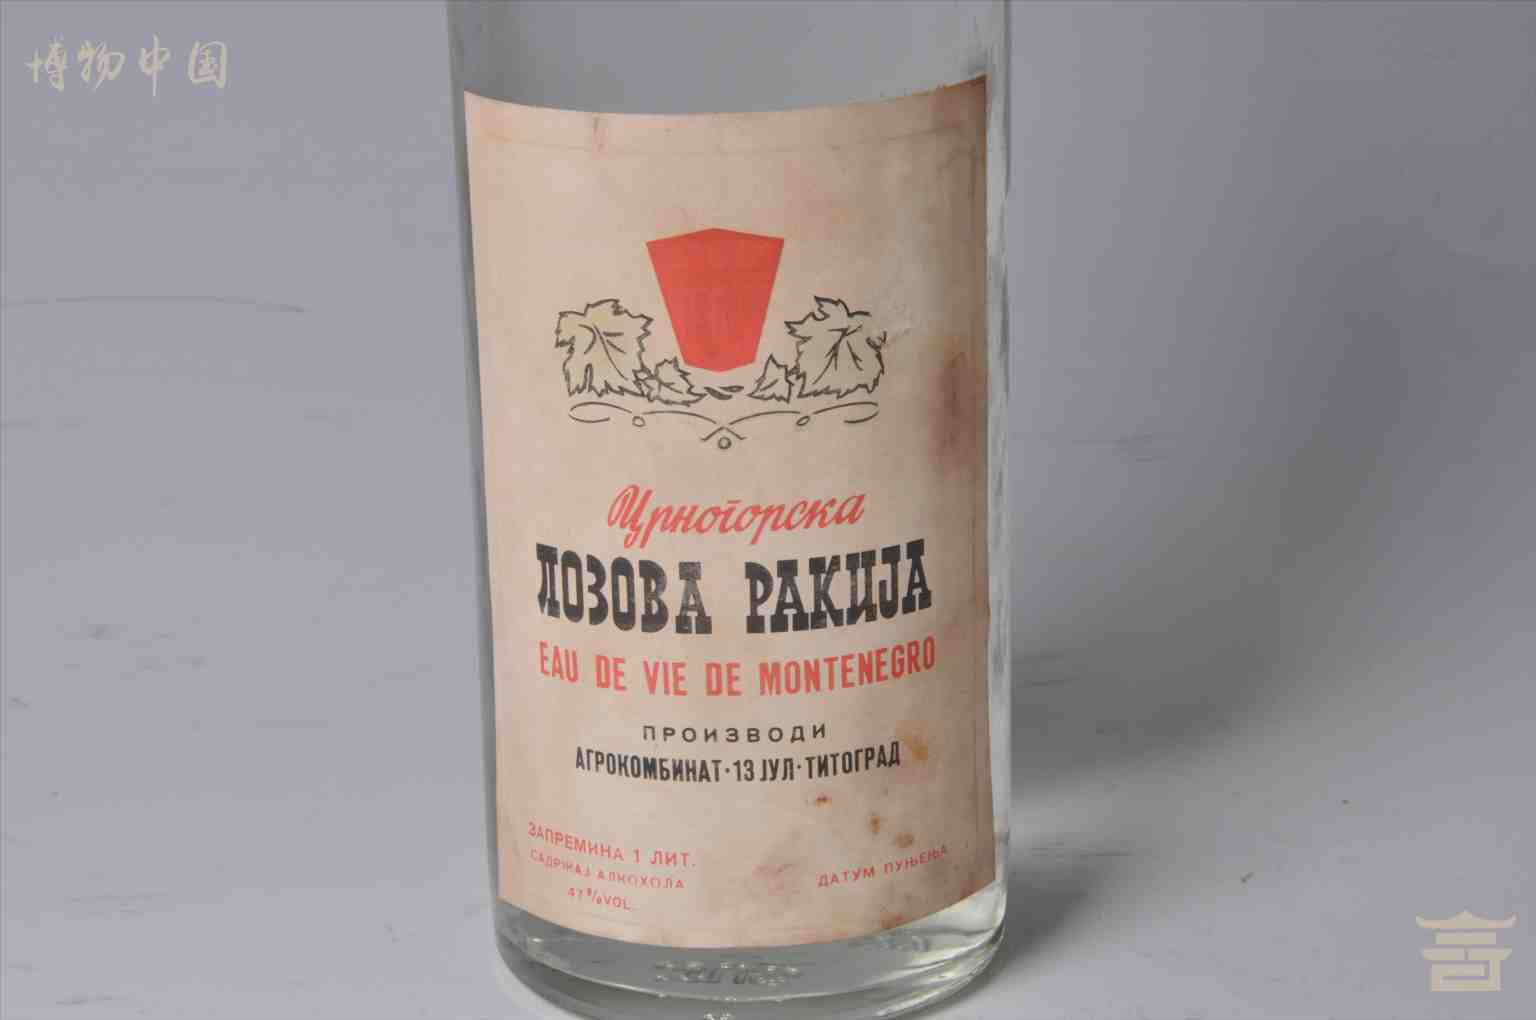 博物中国
Црногорска
ЛОЗОВА РАКИЈА
EAU DE VIE DE MONTENEGRO
ПРОИЗВОДИ
АГРОКОМБИНАТ·13 ЈУЛ·ТИТОГРАД
ЗАПРЕМИНА 1 ЛИТ.
САДРЖАЈ АЛКОХОЛА
47%VOL.
ДАТУМ ПУЊЕЊА